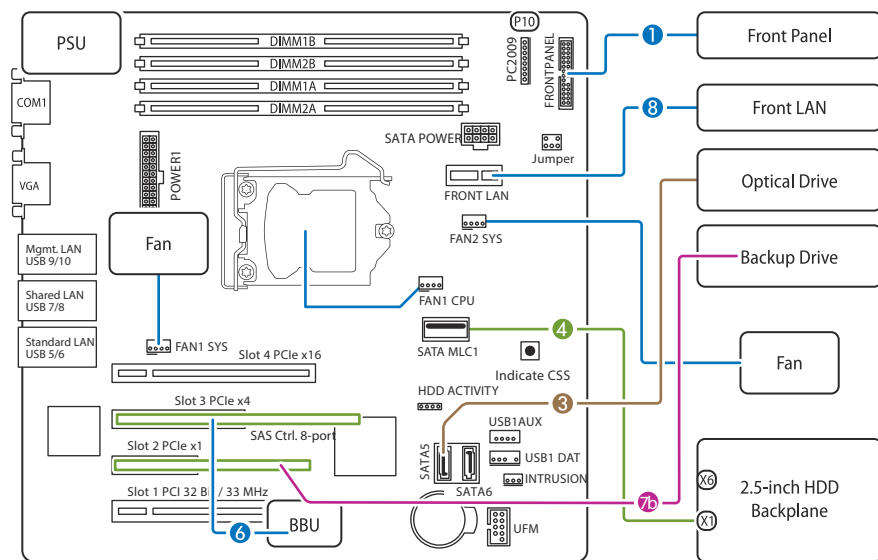 P10
PSU
DIMM1B
DIMM2B
DIMM1A
DIMM2A
PC2009
FRONTPANEL
1
Front Panel
COM1
8
Front LAN
SATA POWER
Jumper
POWER1
VGA
FRONT LAN
Optical Drive
Fan
FAN2 SYS
Mgmt. LAN
USB 9/10
Backup Drive
Shared LAN
USB 7/8
FAN1 CPU
Standard LAN
USB 5/6
FAN1 SYS
4
SATA MLC1
Slot 4 PCIe x16
Indicate CSS
Fan
HDD ACTIVITY
3
Slot 3 PCIe x4
SAS Ctrl. 8-port
USB1AUX
Slot 2 PCIe x1
SATA5
USB1 DAT
INTRUSION
SATA6
X6
2.5-inch HDD
Backplane
X1
Slot 1 PCI 32 Bit / 33 MHz
7b
6
BBU
UFM